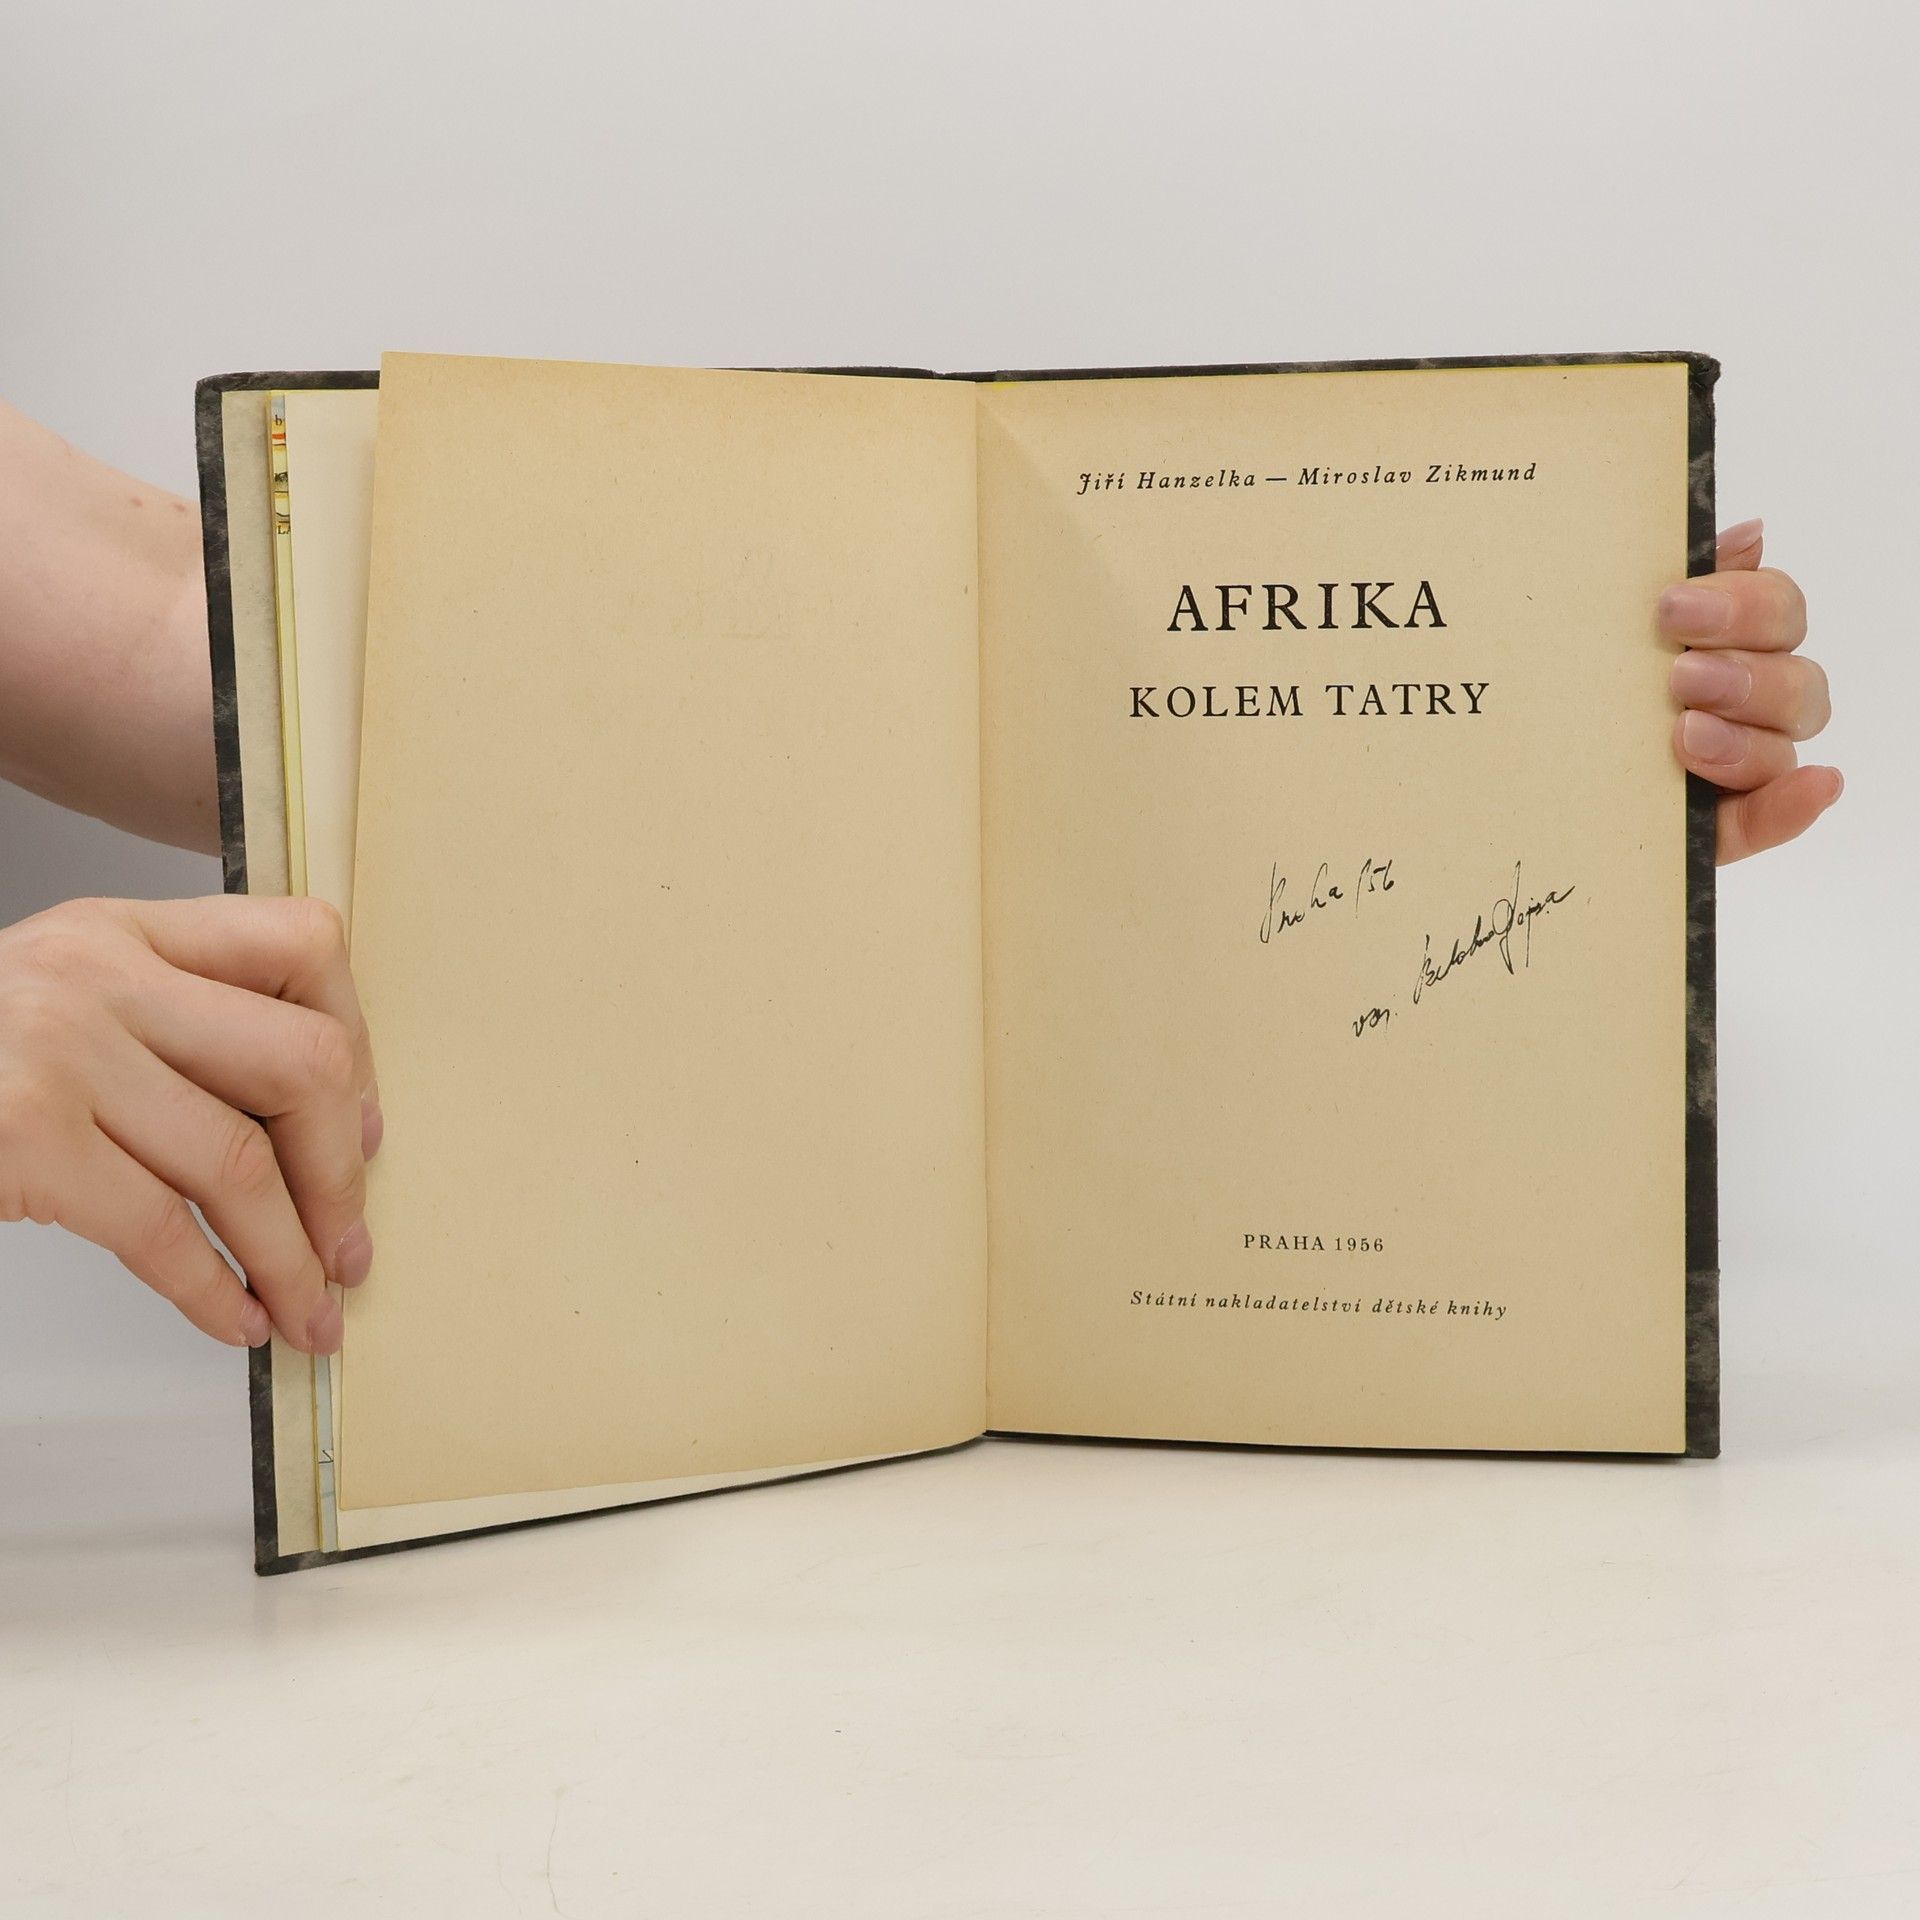 Jiří Hanzelka — Miroslav Zikmund
AFRIKA
KOLEM TATRY
Praha /56
PRAHA 1956
Státní nakladatelství dětské knihy